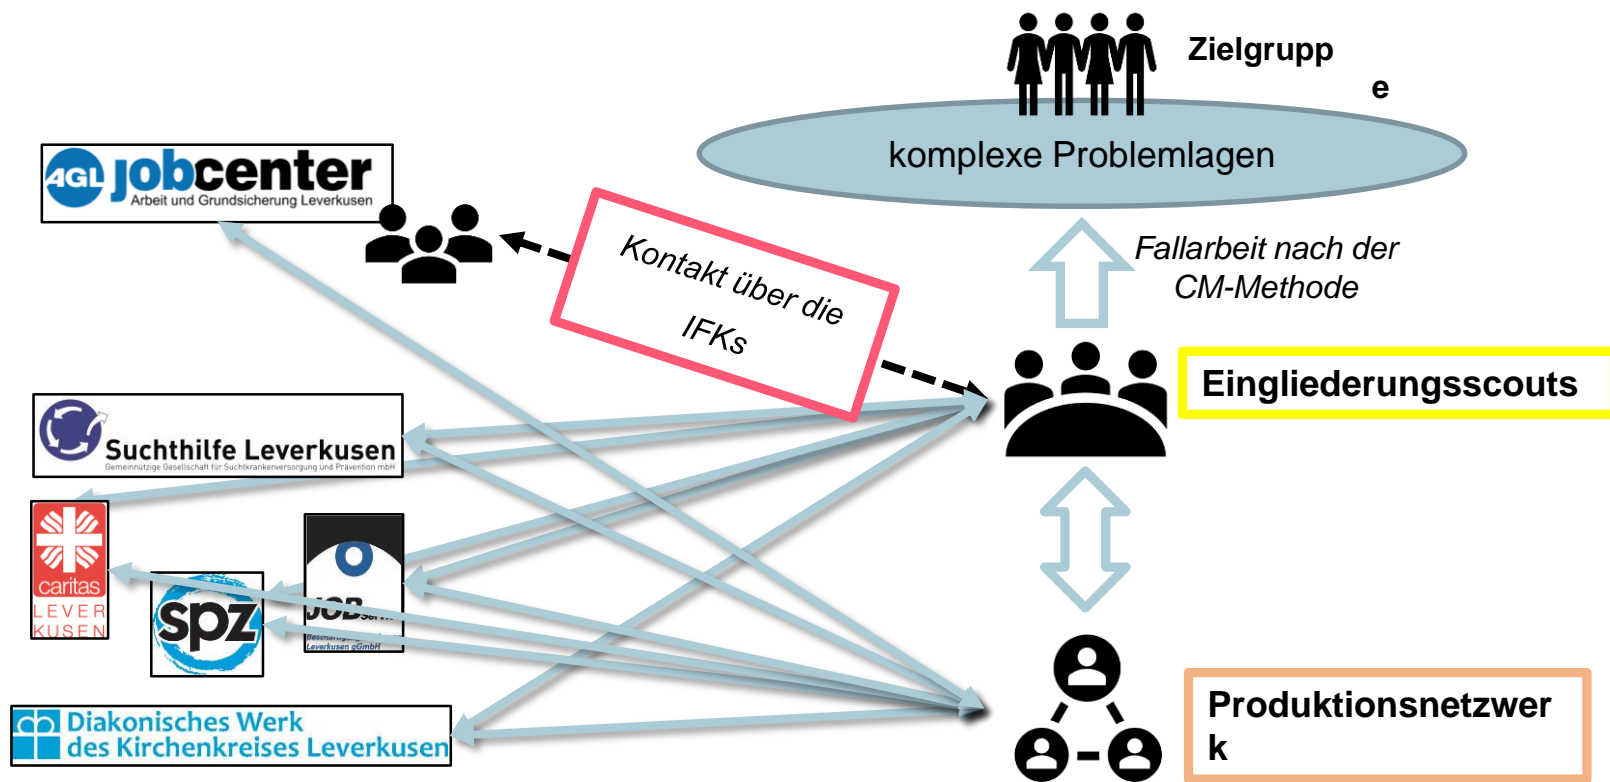 Zielgrupp
e
komplexe Problemlagen
AGL jobcenter
Arbeit und Grundsicherung Leverkusen
Kontakt über die
IFKs
Fallarbeit nach der
CM-Methode
Eingliederungsscouts
Suchthilfe Leverkusen
Gemeinnützige Gesellschaft für Suchtkrankenversorgung und Prävention mbH
caritas
LEVER
KUSEN
spz
JOB
Leverkusen gGmbH
Diakonisches Werk
des Kirchenkreises Leverkusen
Produktionsnetzwer
k